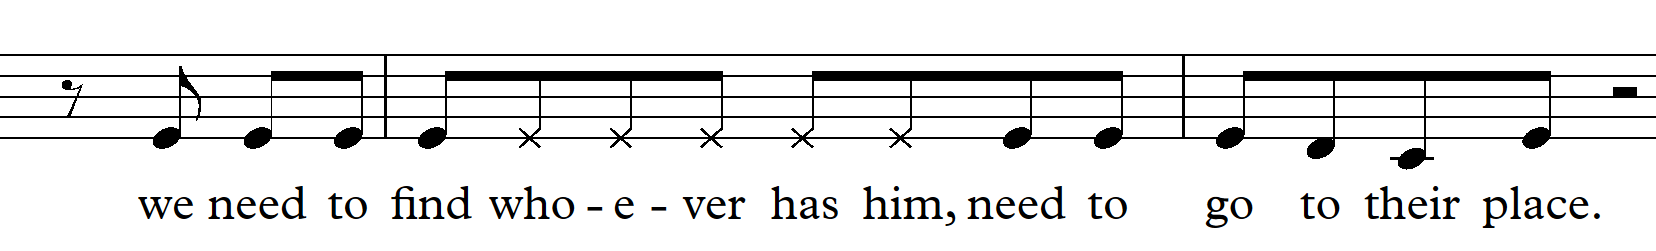 we need to find who - e - ver has him, need to go to their place.